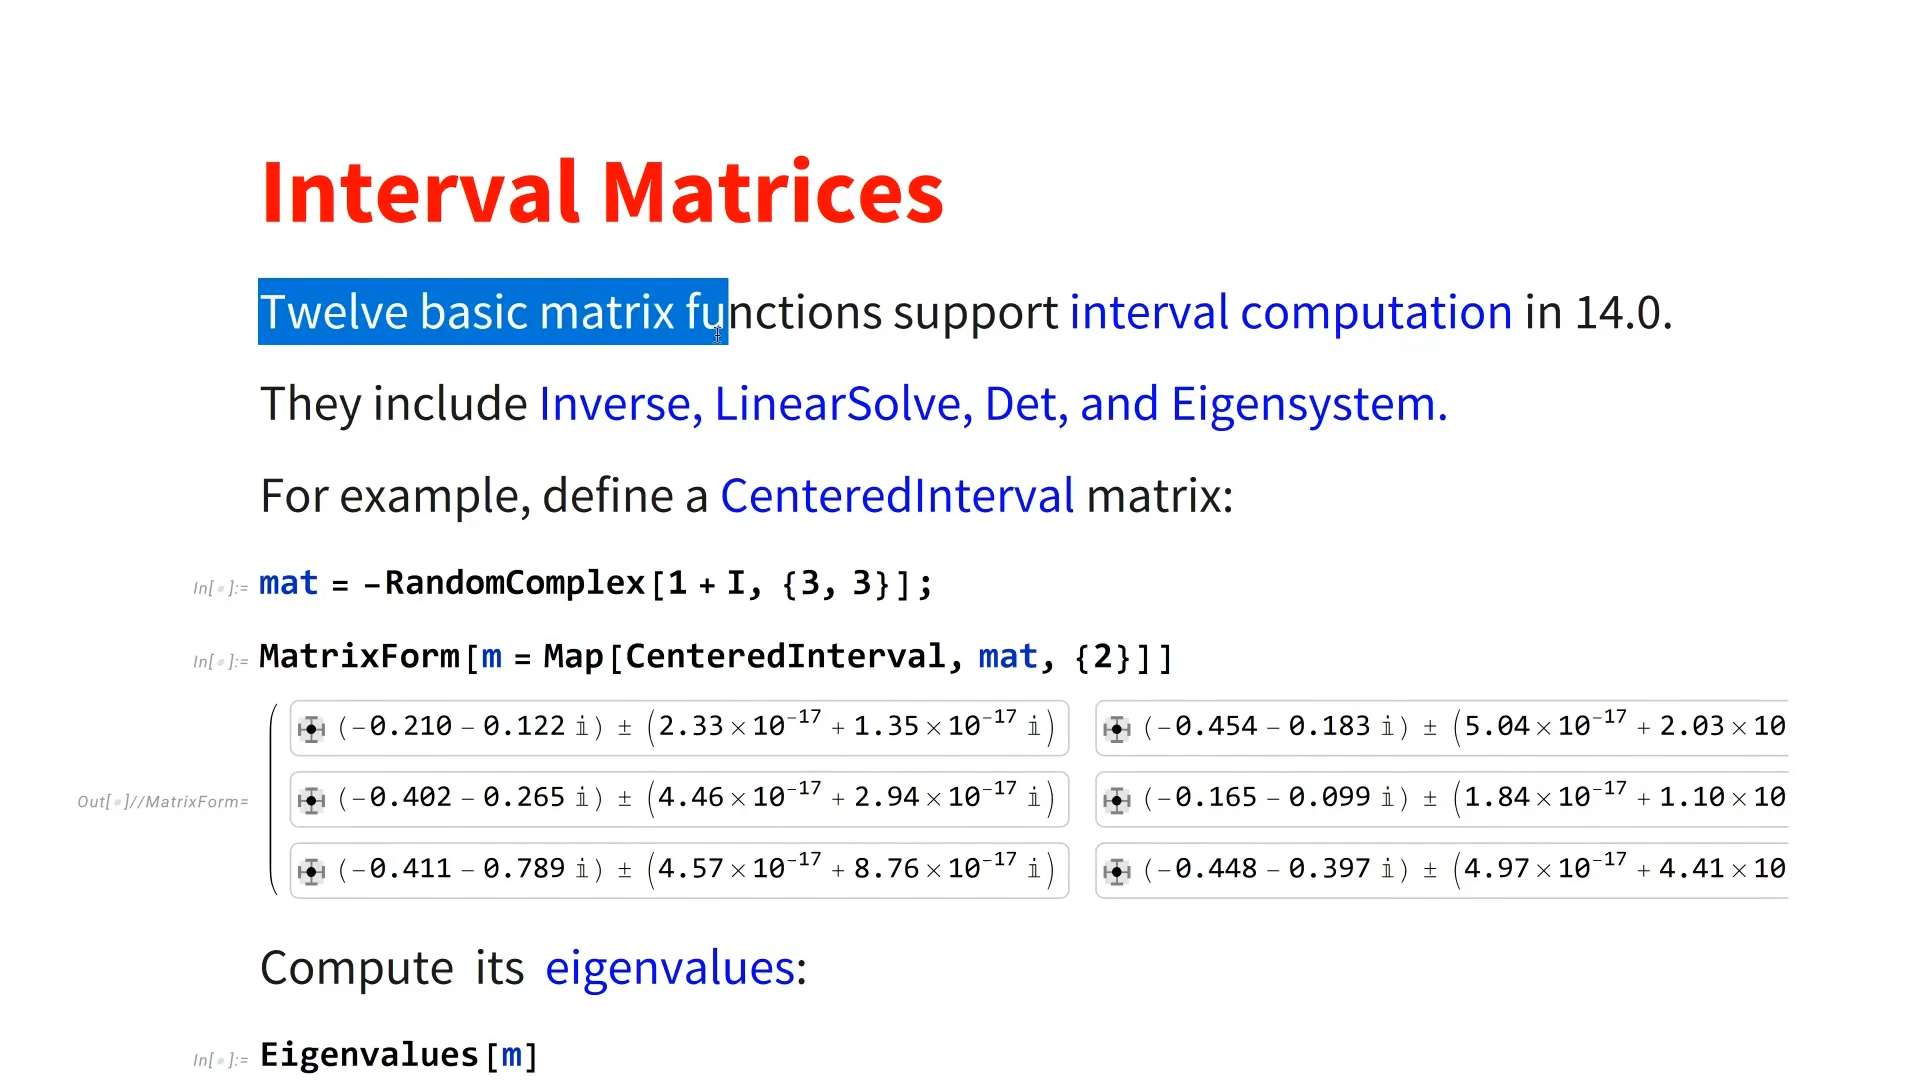 Interval Matrices
Twelve basic matrix functions support interval computation in 14.0.
They include Inverse, LinearSolve, Det, and Eigensystem.
For example, define a CenteredInterval matrix:
In[◦]:= mat = -RandomComplex[1 + I, {3, 3}];
In[◦]:= MatrixForm[m = Map[CenteredInterval, mat, {2}]]
(-0.210 - 0.122 ⅈ) ± (2.33×10⁻¹⁷ + 1.35×10⁻¹⁷ ⅈ) (-0.454 - 0.183 ⅈ) ± (5.04×10⁻¹⁷ + 2.03×10
Out[◦]//MatrixForm= (-0.402 - 0.265 ⅈ) ± (4.46×10⁻¹⁷ + 2.94×10⁻¹⁷ ⅈ) (-0.165 - 0.099 ⅈ) ± (1.84×10⁻¹⁷ + 1.10×10
(-0.411 - 0.789 ⅈ) ± (4.57×10⁻¹⁷ + 8.76×10⁻¹⁷ ⅈ) (-0.448 - 0.397 ⅈ) ± (4.97×10⁻¹⁷ + 4.41×10
Compute its eigenvalues:
In[◦]:= Eigenvalues[m]